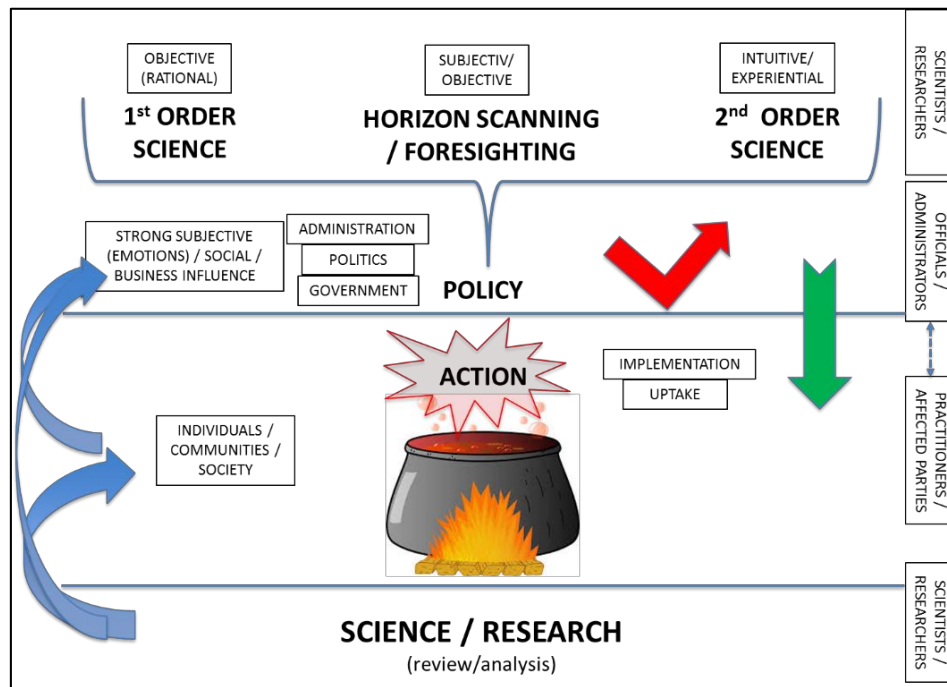 OBJECTIVE
(RATIONAL)
1st ORDER
SCIENCE
SUBJECTIV/
OBJECTIVE
HORIZON SCANNING
/ FORESIGHTING
INTUITIVE/
EXPERIENTIAL
2nd ORDER
SCIENCE
SCIENTISTS /
RESEARCHERS
STRONG SUBJECTIVE
(EMOTIONS) / SOCIAL /
BUSINESS INFLUENCE
ADMINISTRATION
POLITICS
GOVERNMENT
POLICY
OFFICIALS /
ADMINISTRATORS
ACTION
IMPLEMENTATION
UPTAKE
INDIVIDUALS /
COMMUNITIES /
SOCIETY
PRACTITIONERS /
AFFECTED PARTIES
SCIENCE / RESEARCH
(review/analysis)
SCIENTISTS /
RESEARCHERS